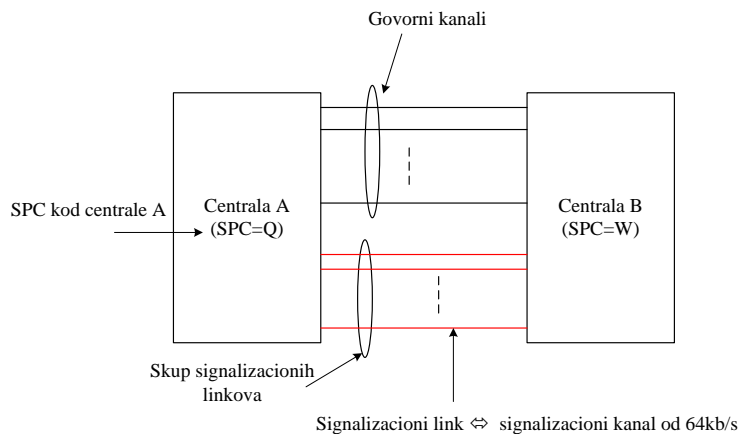 Govorni kanali
SPC kod centrale A
Centrala A
(SPC=Q)
Centrala B
(SPC=W)
Skup signalizacionih
linkova
Signalizacioni link ⇔ signalizacioni kanal od 64kb/s